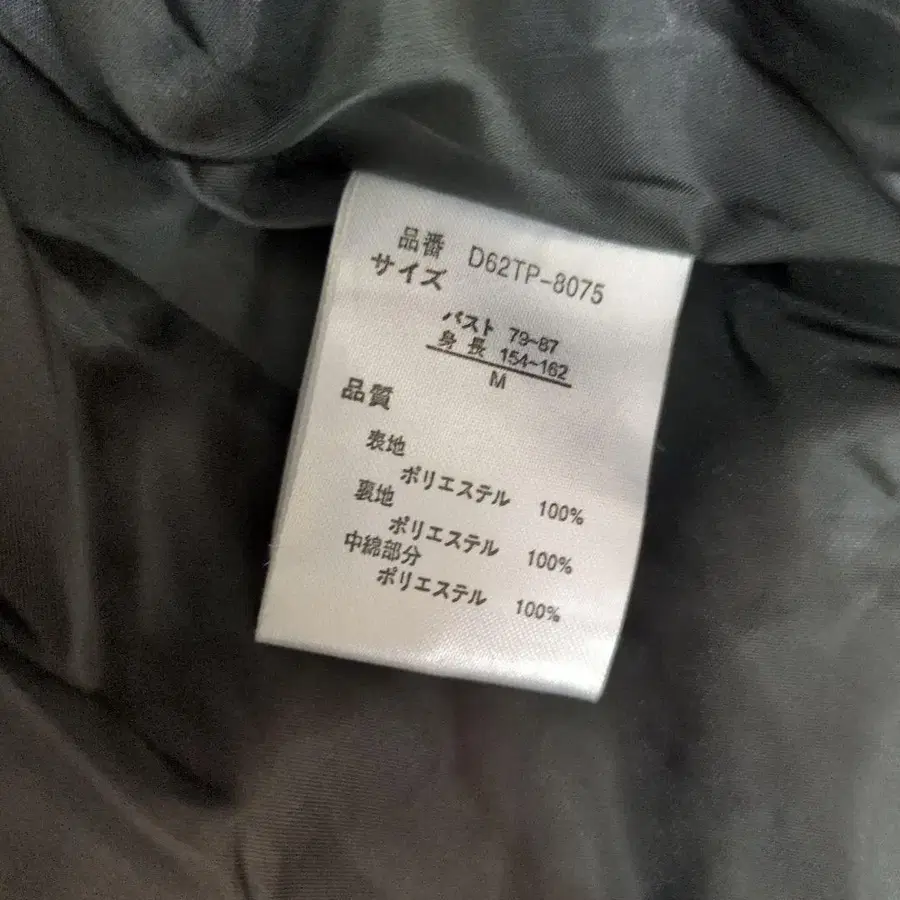 品番 D62TP-8075
サイズ
バスト 79-87
身長 154-162
M
品質
表地
ポリエステル 100%
裏地
ポリエステル 100%
中綿部分
ポリエステル 100%